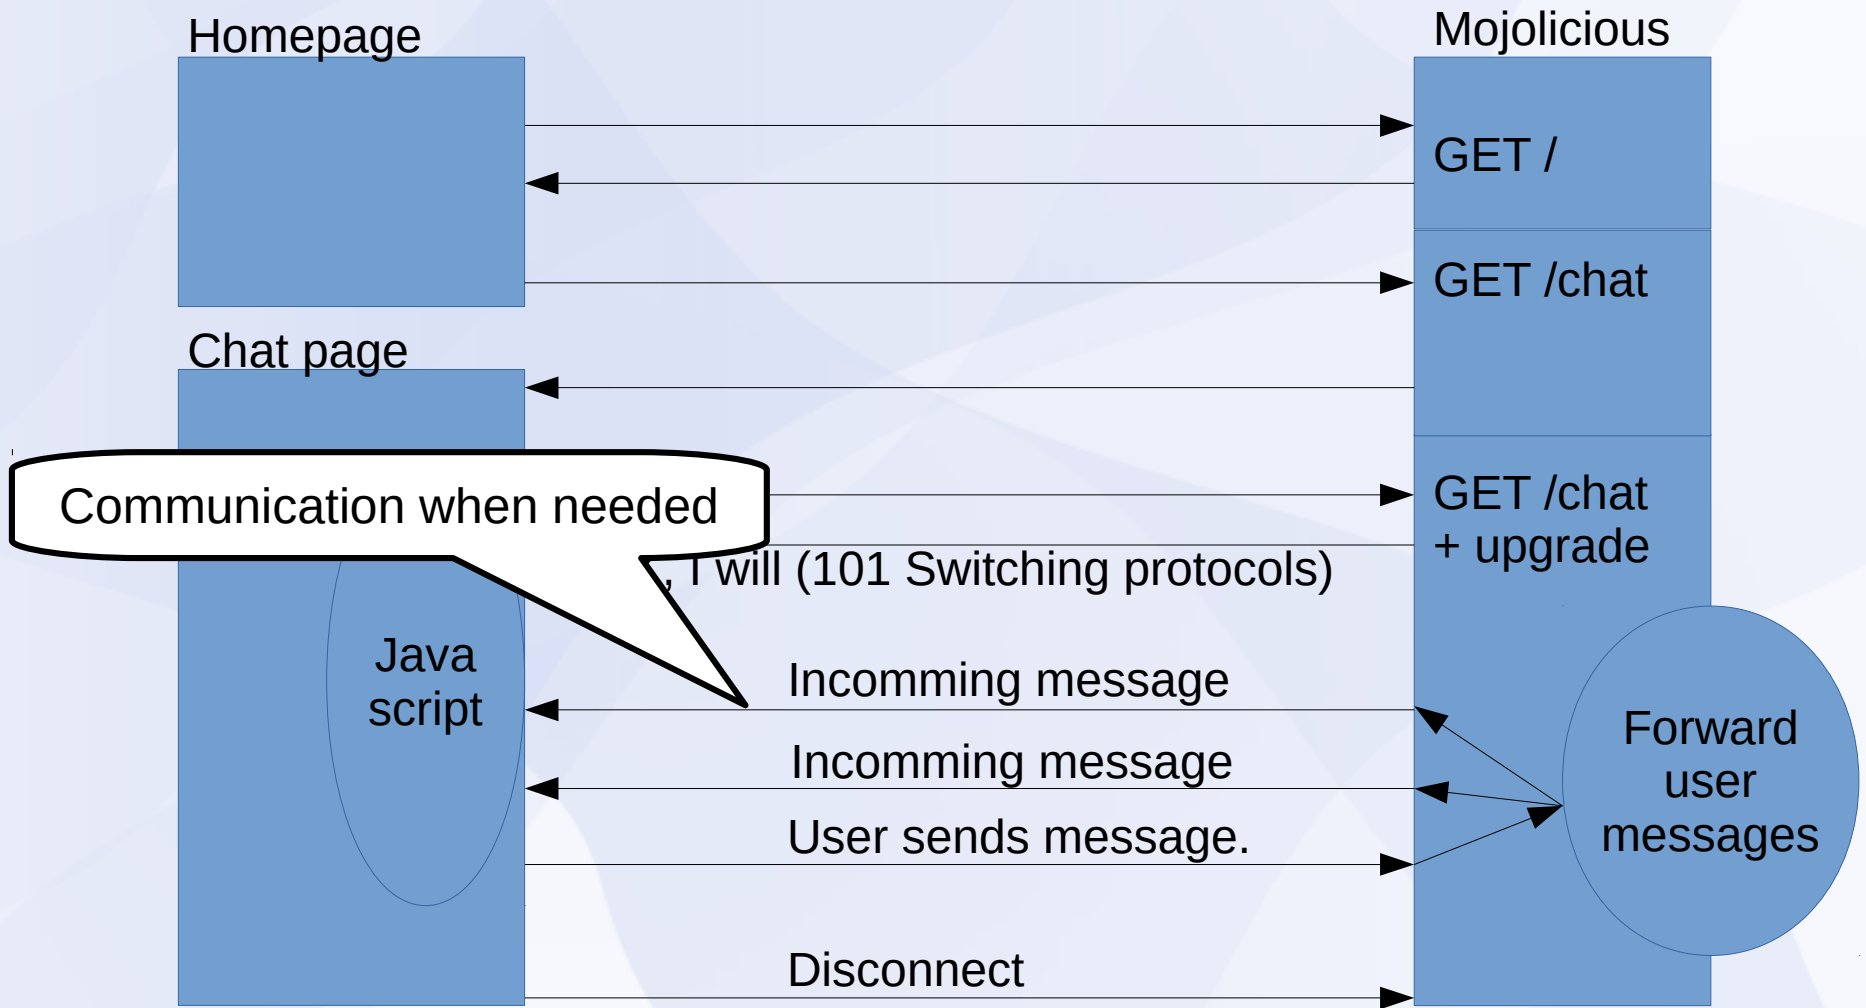 Homepage
Mojolicious
GET /
GET /chat
Chat page
Communication when needed
GET /chat
+ upgrade
, I will (101 Switching protocols)
Java
script
Incomming message
Incomming message
User sends message.
Forward
user
messages
Disconnect